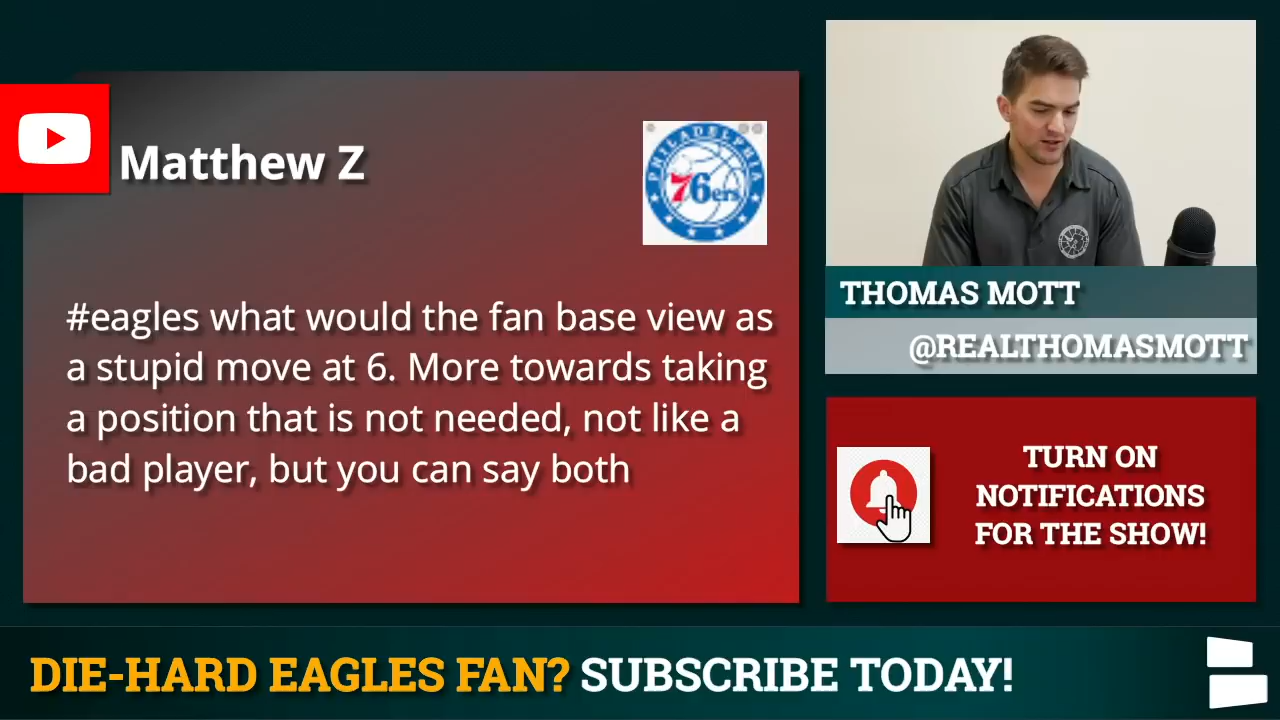 Matthew Z
PHILADELPHIA
76ers
#eagles what would the fan base view as
a stupid move at 6. More towards taking
a position that is not needed, not like a
bad player, but you can say both
THOMAS MOTT
@REALTHOMASMOTT
TURN ON
NOTIFICATIONS
FOR THE SHOW!
DIE-HARD EAGLES FAN? SUBSCRIBE TODAY!